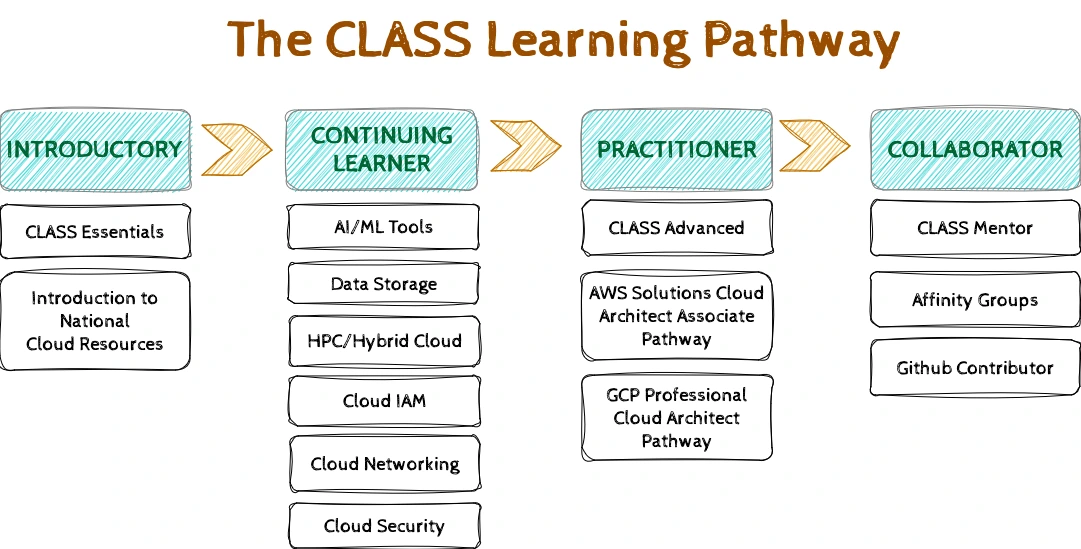 The CLASS Learning Pathway
INTRODUCTORY
CLASS Essentials
Introduction to
National
Cloud Resources
CONTINUING
LEARNER
AI/ML Tools
Data Storage
HPC/Hybrid Cloud
Cloud IAM
Cloud Networking
Cloud Security
PRACTITIONER
CLASS Advanced
AWS Solutions Cloud
Architect Associate
Pathway
GCP Professional
Cloud Architect
Pathway
COLLABORATOR
CLASS Mentor
Affinity Groups
Github Contributor